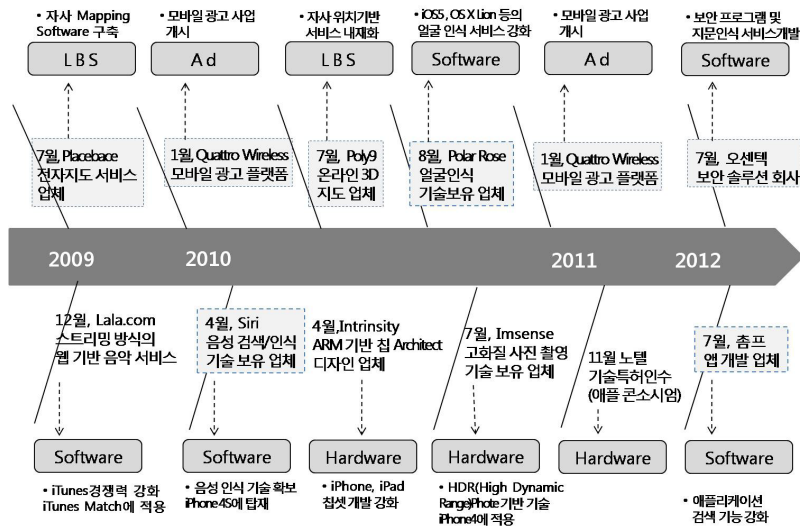 • 자사 Mapping
Software 구축
• 모바일 광고 사업
개시
• 자사 위치기반
서비스 내재화
• iOS5, OS X Lion 등의
얼굴 인식 서비스 강화
• 모바일 광고 사업
개시
• 보안 프로그램 및
지문인식 서비스개발
LBS
Ad
LBS
Software
Ad
Software
7월, Placebace
전자지도 서비스
업체
1월, Quattro Wireless
모바일 광고 플랫폼
7월, Poly9
온라인 3D
지도 업체
8월, Polar Rose
얼굴인식
기술보유 업체
1월, Quattro Wireless
모바일 광고 플랫폼
7월, 오센텍
보안 솔루션 회사
2009
2010
2011
2012
12월, Lala.com
스트리밍 방식의
웹 기반 음악 서비스
4월, Siri
음성 검색/인식
기술 보유 업체
4월,Intrinsity
ARM 기반 칩 Architect
디자인 업체
7월, Imsense
고화질 사진 촬영
기술 보유 업체
11월 노텔
기술특허인수
(애플 콘소시엄)
7월, 춈프
앱 개발 업체
Software
Software
Hardware
Hardware
Hardware
Software
• iTunes경쟁력 강화
iTunes Match에 적용
• 음성 인식 기술 확보
iPhone4S에 탑재
• iPhone, iPad
칩셋 개발 강화
• HDR(High Dynamic
Range)Phote 기반 기술
iPhone4에 적용
• 애플리케이션
검색 기능 강화